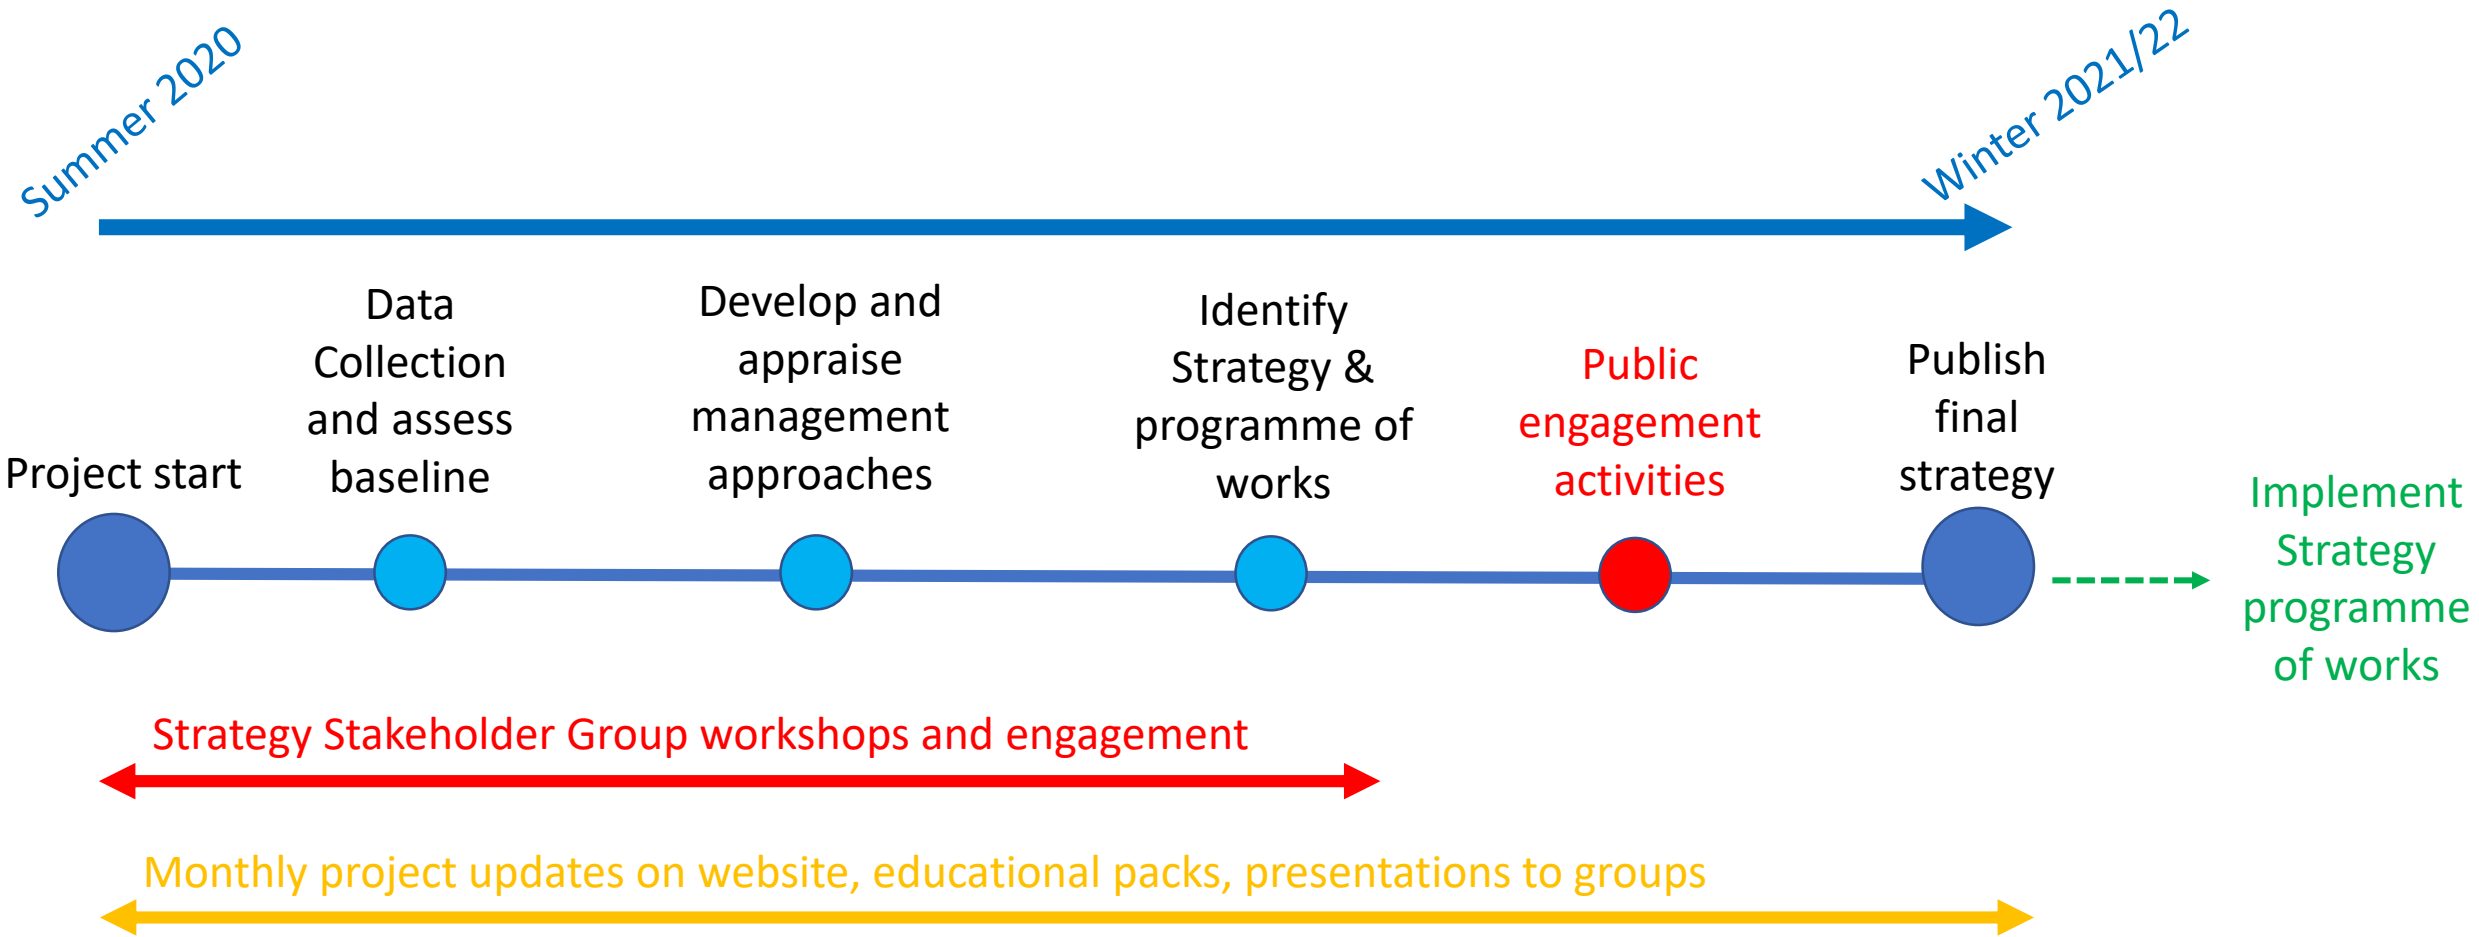 Summer 2020
Winter 2021/22
Project start
Data
Collection
and assess
baseline
Develop and
appraise
management
approaches
Identify
Strategy &
programme of
works
Public
engagement
activities
Publish
final
strategy
Implement
Strategy
programme
of works
Strategy Stakeholder Group workshops and engagement
Monthly project updates on website, educational packs, presentations to groups